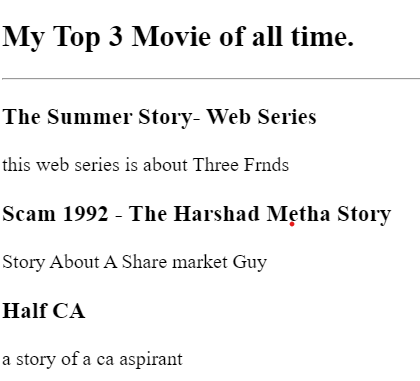 My Top 3 Movie of all time.
The Summer Story- Web Series
this web series is about Three Frnds
Scam 1992 - The Harshad Metha Story
Story About A Share market Guy
Half CA
a story of a ca aspirant